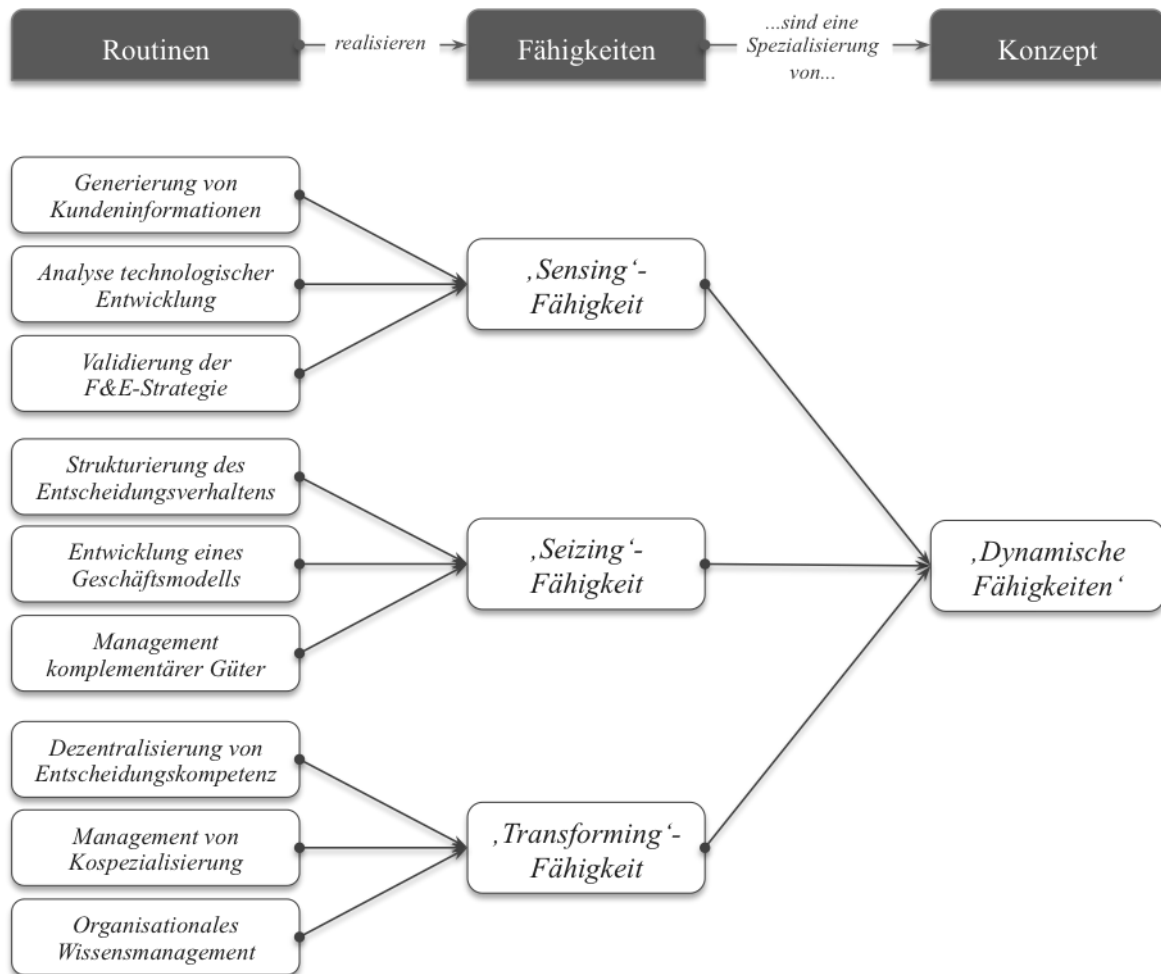 Routinen
realisieren
Fähigkeiten
...sind eine
Spezialisierung
von...
Konzept
Generierung von
Kundeninformationen
Analyse technologischer
Entwicklung
Validierung der
F&E-Strategie
‚Sensing‘-
Fähigkeit
Strukturierung des
Entscheidungsverhaltens
Entwicklung eines
Geschäftsmodells
Management
komplementärer Güter
‚Seizing‘-
Fähigkeit
Dezentralisierung von
Entscheidungskompetenz
Management von
Kospezialisierung
Organisationales
Wissensmanagement
‚Transforming‘-
Fähigkeit
‚Dynamische
Fähigkeiten‘